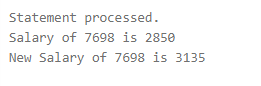 Statement processed.
Salary of 7698 is 2850
New Salary of 7698 is 3135